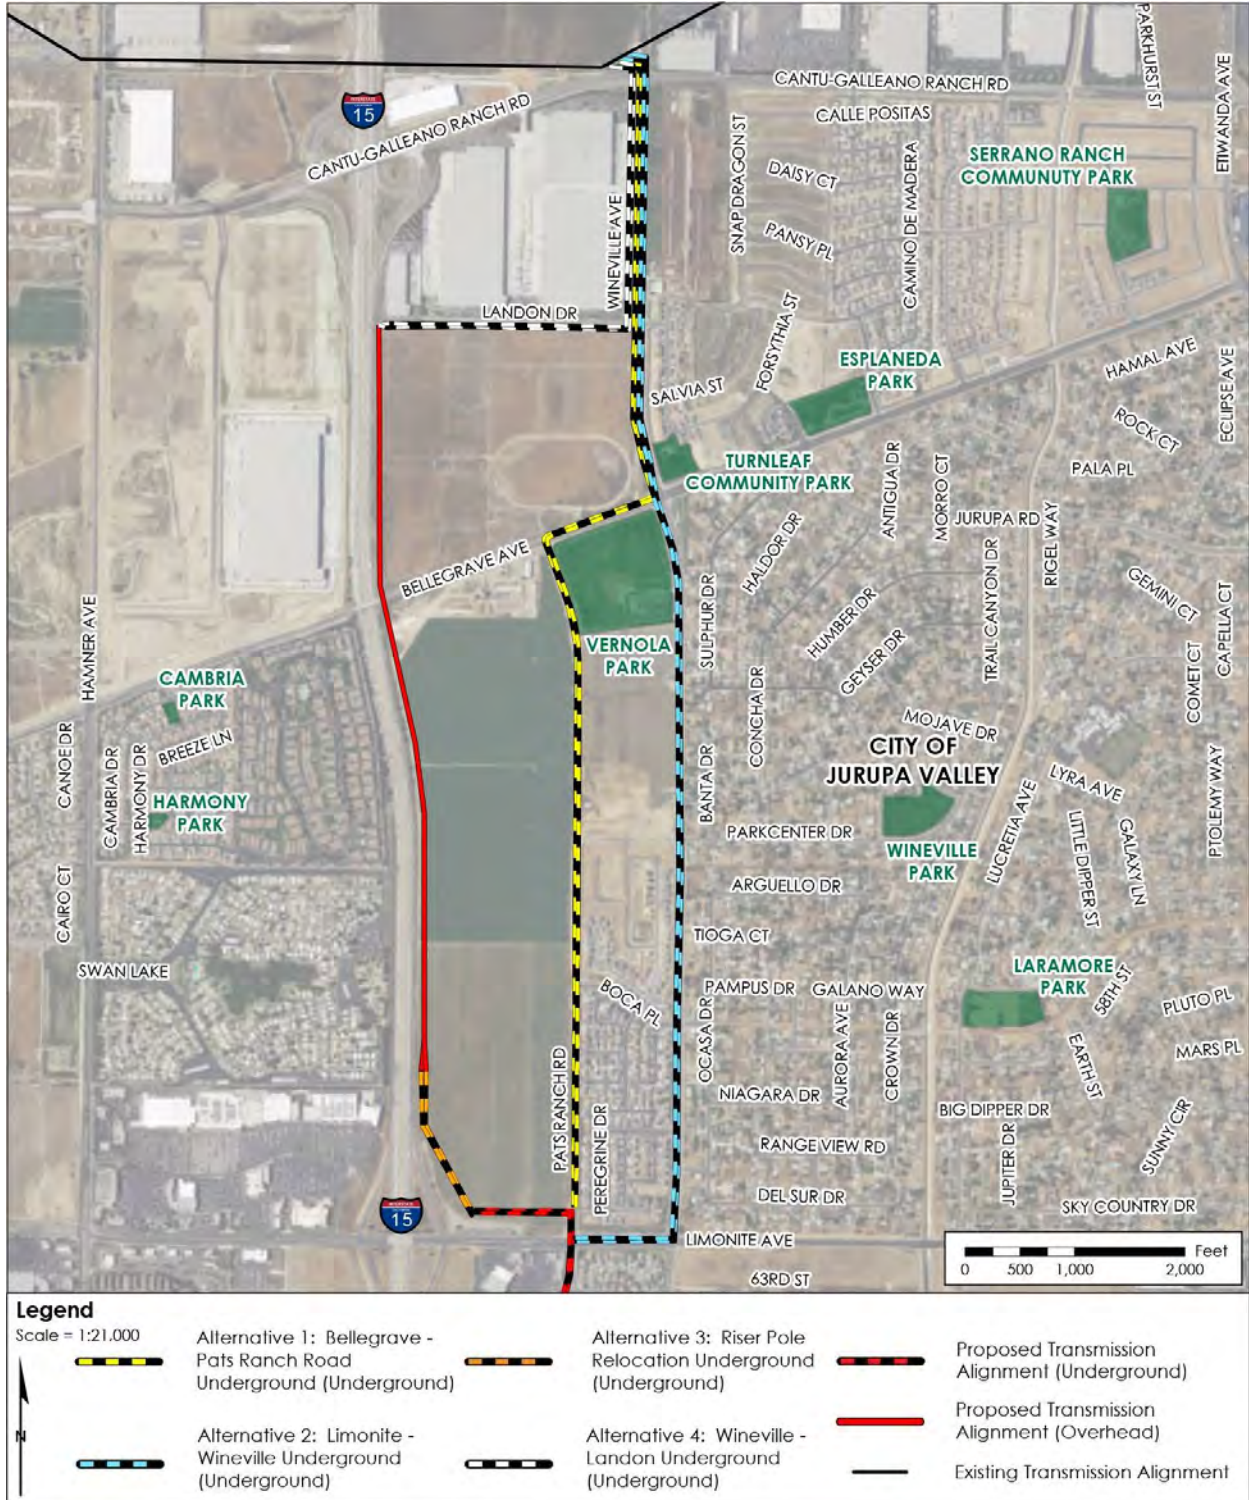 PARKHURST ST
ETIWANDA AVE
CANTU-GALLEANO RANCH RD
15
CANTU-GALLEANO RANCH RD
CALLE POSITAS
SNAP DRAGON ST
DAISY CT
CAMINO DE MADERA
SERRANO RANCH
COMMUNUTY PARK
PANSY PL
WINEVILLE AVE
LANDON DR
FORSYTHIA ST
ESPLANEDA
PARK
HAMAL AVE
ECLIPSE AVE
SALVIA ST
ROCK CT
TURNLEAF
COMMUNITY PARK
ANTIGUA DR
MORRO CT
PALA PL
JURUPA RD
RIGEL WAY
HALDOR DR
BELLEGRAVE AVE
TRAIL CANYON DR
GEMINI CT
CAPELLA CT
SULPHUR DR
HUMBER DR
GEYSER DR
HAMNER AVE
VERNOLA
PARK
COMET CT
CAMBRIA
PARK
CONCHA DR
MOJAVE DR
CITY OF
JURUPA VALLEY
CANOE DR
BREEZE LN
CAMBRIA DR
HARMONY DR
HARMONY
PARK
BANTA DR
LYRA AVE
PTOLEMY WAY
PARKCENTER DR
WINEVILLE
PARK
LUCRETIA AVE
LITTLE DIPPER ST
GALAXY LN
CAIRO CT
ARGUELLO DR
TIOGA CT
SWAN LAKE
LARAMORE
PARK
58TH ST
BOCA PL
PAMPUS DR
GALANO WAY
PLUTO PL
OCASA DR
AURORA AVE
CROWN DR
EARTH ST
MARS PL
PATS RANCH RD
NIAGARA DR
BIG DIPPER DR
PEREGRINE DR
RANGE VIEW RD
JUPITER DR
SUNNY CIR
DEL SUR DR
SKY COUNTRY DR
15
LIMONITE AVE
63RD ST
Feet
0 500 1,000 2,000
Legend
Scale = 1:21,000
N
Alternative 1: Bellegrave -
Pats Ranch Road
Underground (Underground)
Alternative 2: Limonite -
Wineville Underground
(Underground)
Alternative 3: Riser Pole
Relocation Underground
(Underground)
Alternative 4: Wineville -
Landon Underground
(Underground)
Proposed Transmission
Alignment (Underground)
Proposed Transmission
Alignment (Overhead)
Existing Transmission Alignment